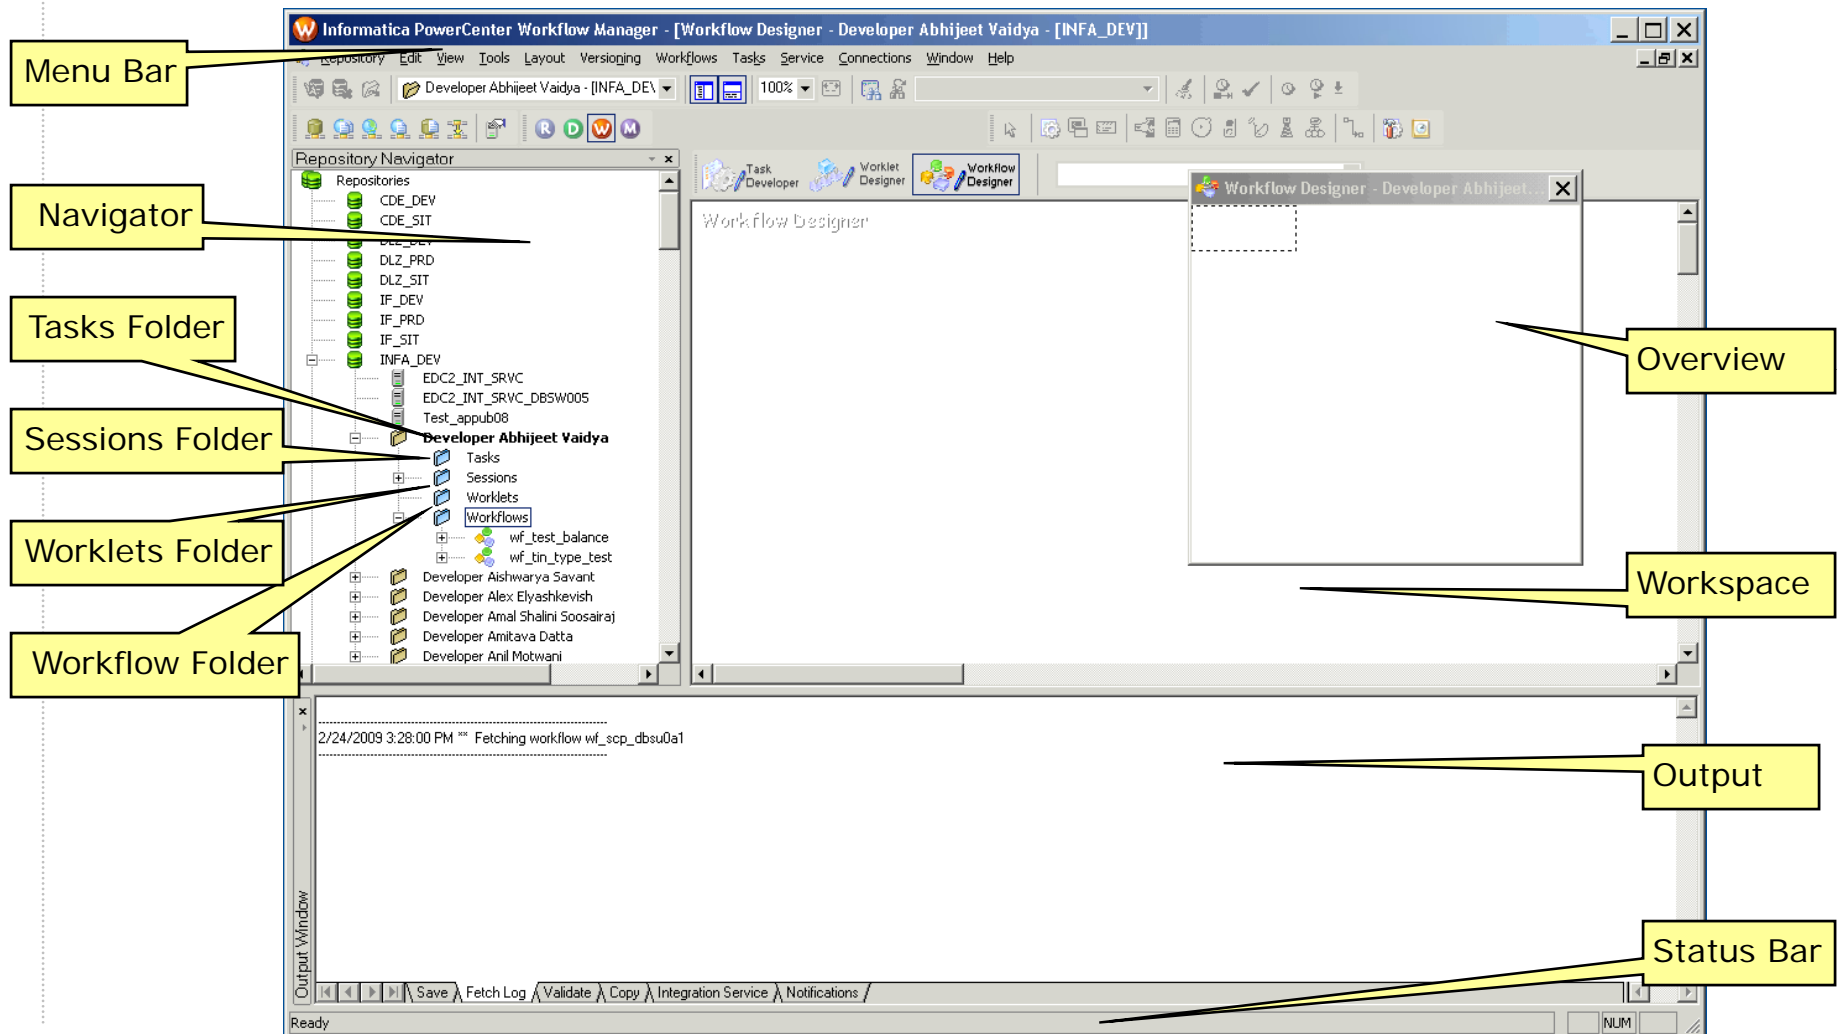 Informatica PowerCenter Workflow Manager - [Workflow Designer - Developer Abhijeet Vaidya - [INFA_DEV]]
Menu Bar
Repository Edit View Tools Layout Versioning Workflows Tasks Service Connections Window Help
Developer Abhijeet Vaidya - [INFA_DEV
100%
R D W M
Repository Navigator
Task Developer
Worklet Designer
Workflow Designer
Workflow Designer - Developer Abhijeet...
Workflow Designer
Navigator
Repositories
CDE_DEV
CDE_SIT
DLZ_DEV
DLZ_PRD
DLZ_SIT
IF_DEV
IF_PRD
IF_SIT
INFA_DEV
EDC2_INT_SRVC
EDC2_INT_SRVC_DBSW005
Test_appub08
Developer Abhijeet Vaidya
Tasks
Sessions
Worklets
Workflows
wf_test_balance
wf_tin_type_test
Developer Aishwarya Savant
Developer Alex Elyashkevish
Developer Amal Shalini Soosairaj
Developer Amitava Datta
Developer Anil Motwani
Tasks Folder
Sessions Folder
Worklets Folder
Workflow Folder
Overview
Workspace
2/24/2009 3:28:00 PM ** Fetching workflow wf_scp_dbsu0a1
Output
Output Window
Status Bar
Save Fetch Log Validate Copy Integration Service Notifications
Ready
NUM